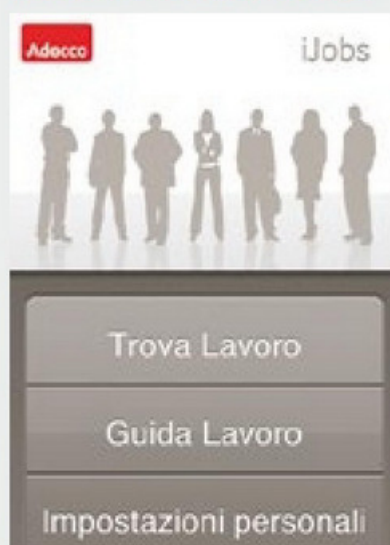 Adecco
iJobs
Trova Lavoro
Guida Lavoro
Impostazioni personali